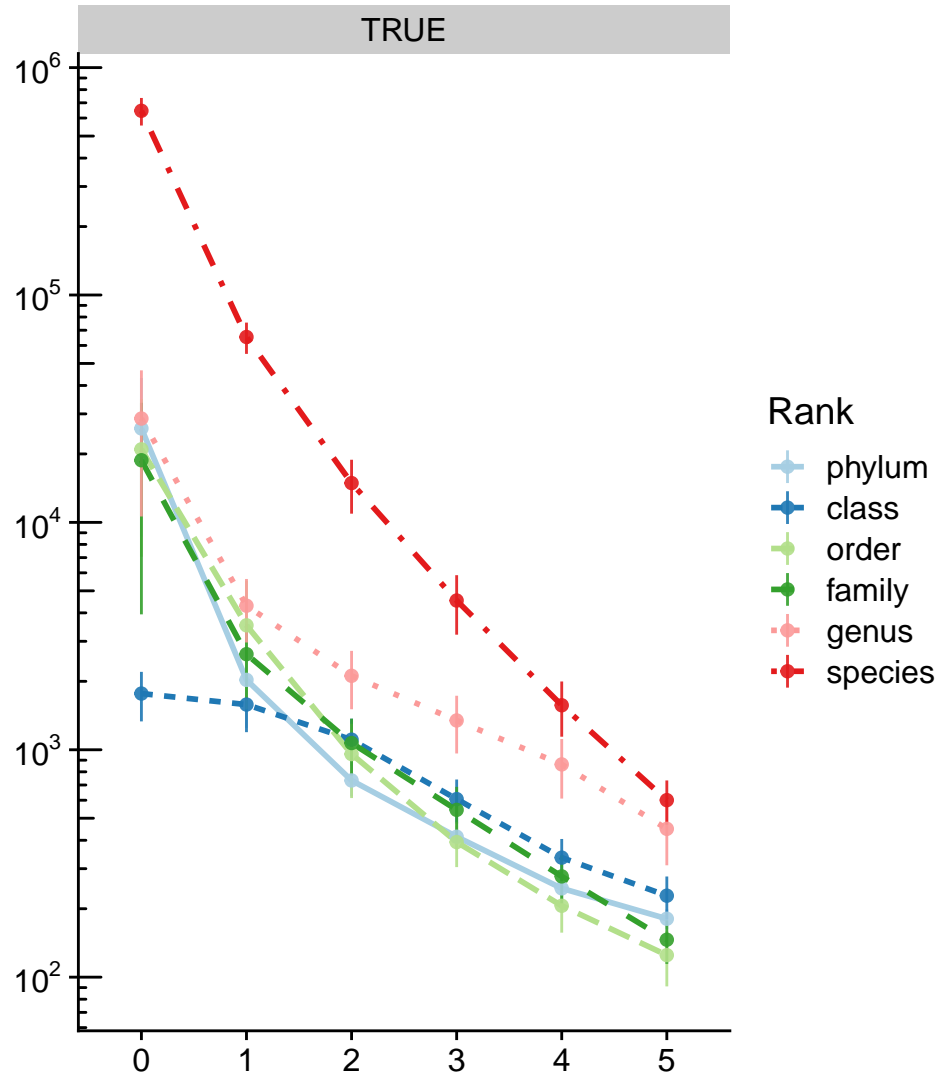 TRUE
10^6
10^5
10^4
10^3
10^2
0 1 2 3 4 5
Rank
phylum
class
order
family
genus
species